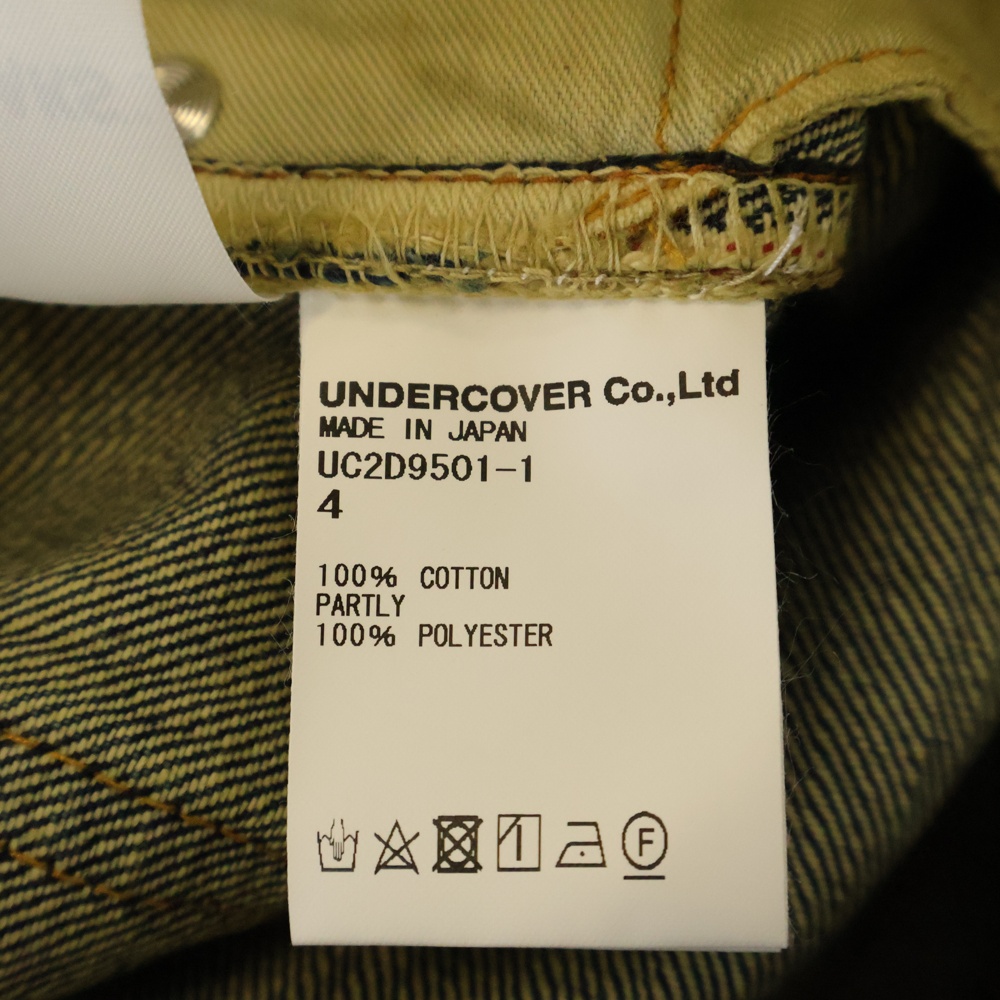 UNDERCOVER Co.,Ltd
MADE IN JAPAN
UC2D9501-1
4
100% COTTON
PARTLY
100% POLYESTER
F